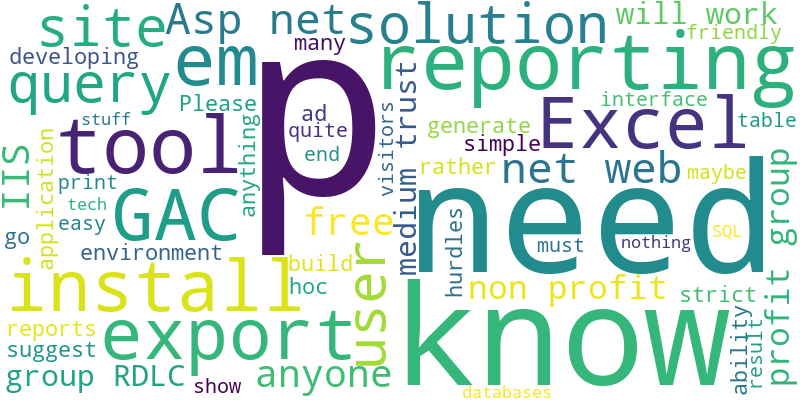 site
Asp net
solution
will work
developing
em
many
p
reporting
friendly
query
Please
ad
quite
end
visitors
medium trust
Excel
interface
table
stuff
tool
anything
generate
simple
IIS
application
print
tech
easy
GAC
free
rather
net web
maybe
go
environment
user
need
must
nothing
SQL
profit group
install
build
hoc
hurdles
non profit
strict
reports
suggest
export
know
ability
result
group RDLC
show
anyone
databases